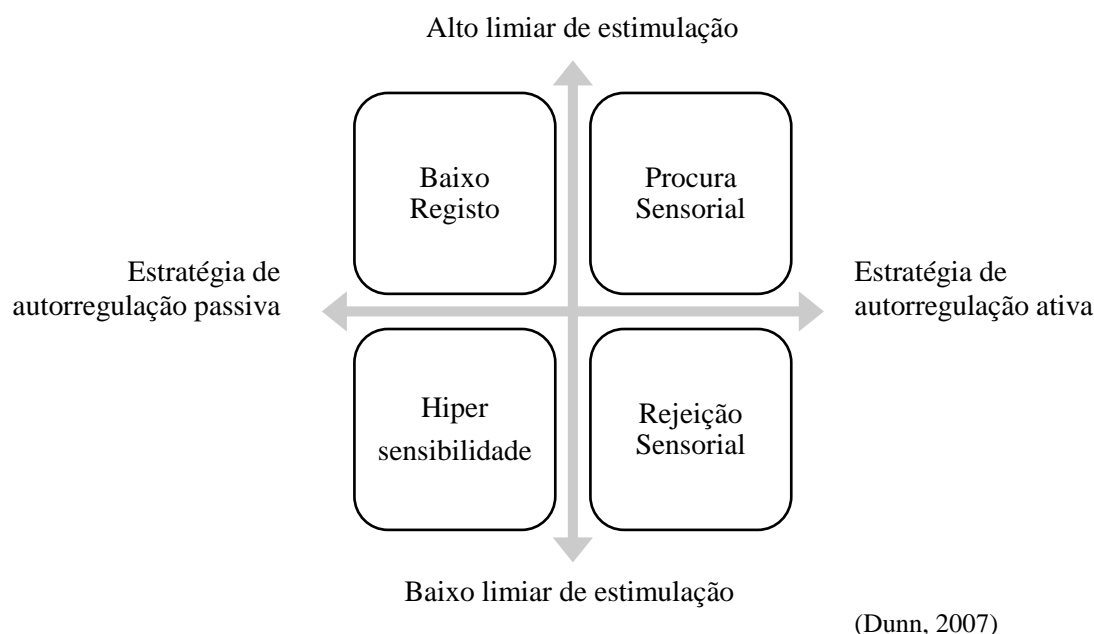 Alto limiar de estimulação
Baixo
Registo
Procura
Sensorial
Estratégia de
autorregulação passiva
Estratégia de
autorregulação ativa
Hiper
sensibilidade
Rejeição
Sensorial
Baixo limiar de estimulação
(Dunn, 2007)